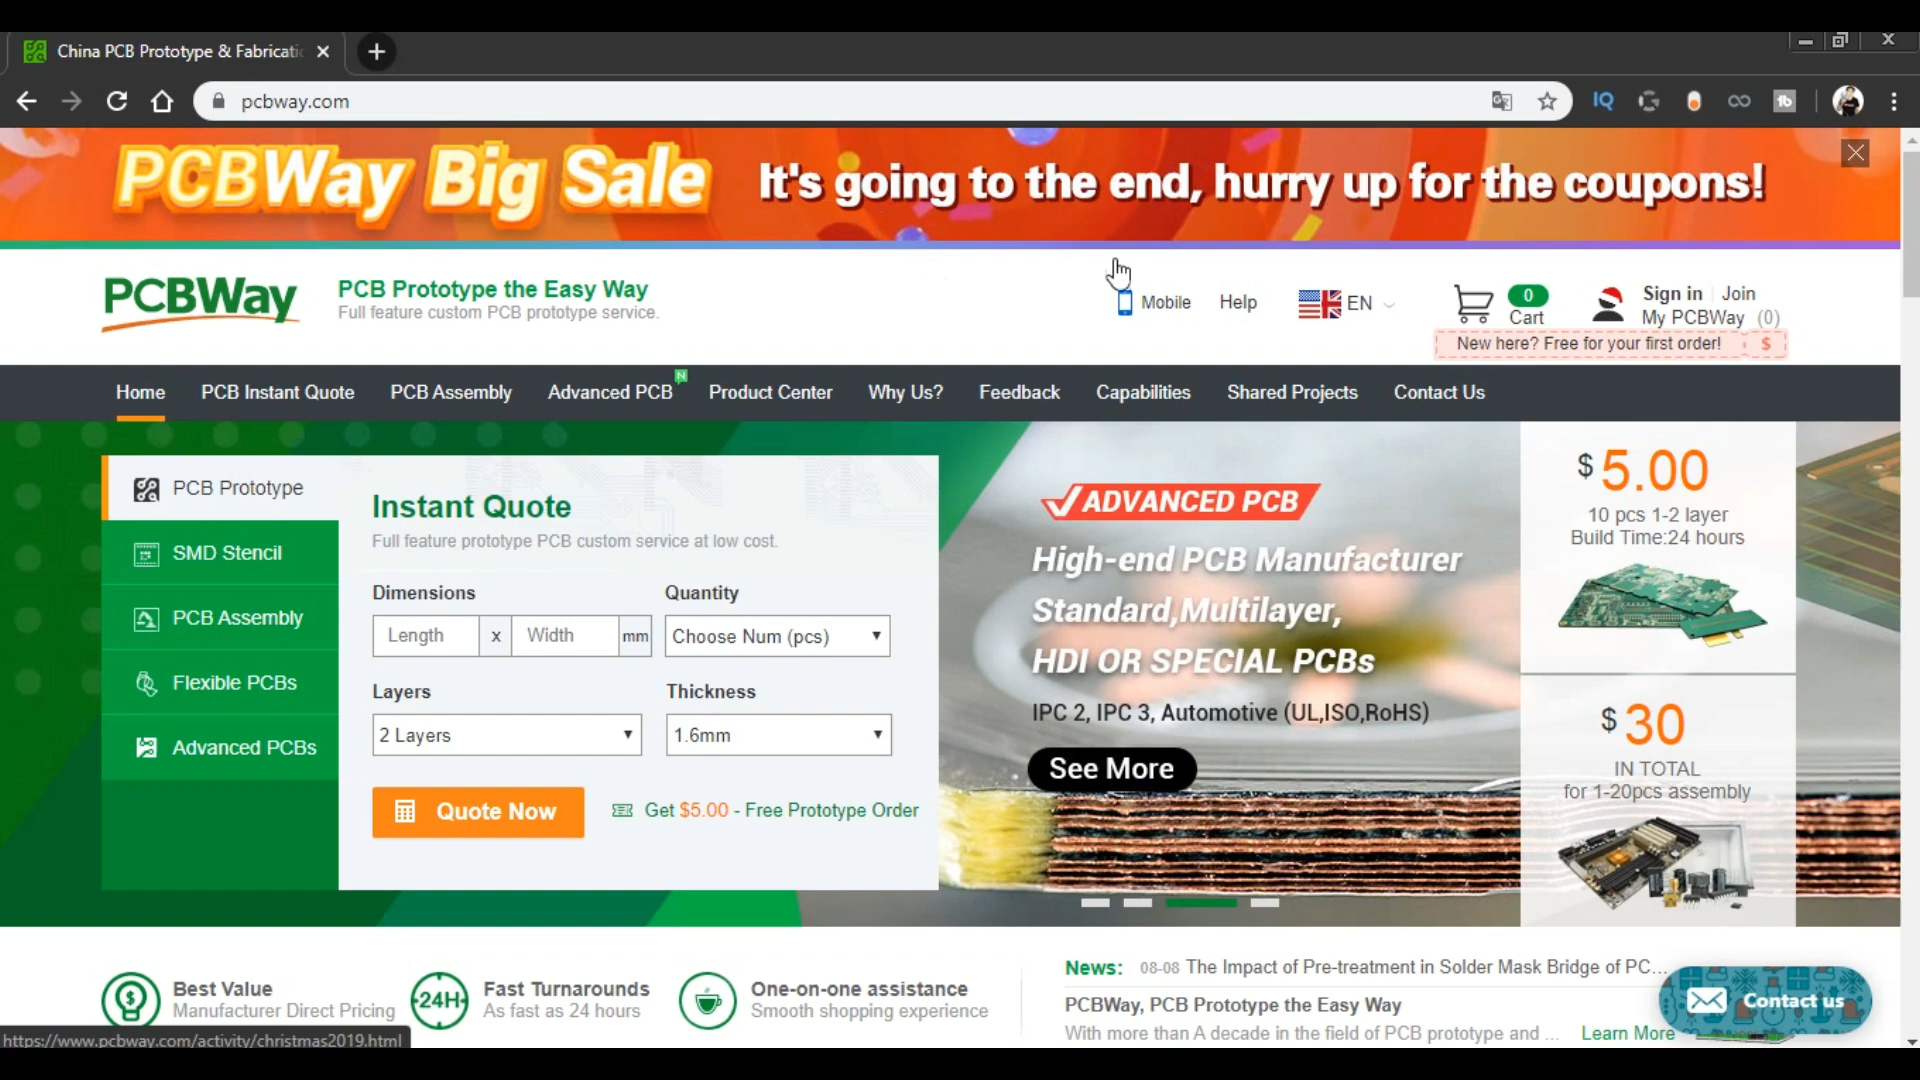 China PCB Prototype & Fabricatic
pcbway.com
PCBWay Big Sale It's going to the end, hurry up for the coupons!
PCBWay
PCB Prototype the Easy Way
Full feature custom PCB prototype service.
Mobile
Help
EN
0
Cart
Sign in | Join
My PCBWay (0)
New here? Free for your first order! $
Home
PCB Instant Quote
PCB Assembly
Advanced PCB
N
Product Center
Why Us?
Feedback
Capabilities
Shared Projects
Contact Us
PCB Prototype
SMD Stencil
PCB Assembly
Flexible PCBs
Advanced PCBs
Instant Quote
Full feature prototype PCB custom service at low cost.
Dimensions
Quantity
Length x Width mm
Choose Num (pcs)
Layers
Thickness
2 Layers
1.6mm
Quote Now
Get $5.00 - Free Prototype Order
ADVANCED PCB
High-end PCB Manufacturer
Standard,Multilayer,
HDI OR SPECIAL PCBs
IPC 2, IPC 3, Automotive (UL,ISO,RoHS)
See More
$ 5.00
10 pcs 1-2 layer
Build Time:24 hours
$ 30
IN TOTAL
for 1-20pcs assembly
Best Value
Manufacturer Direct Pricing
24H
Fast Turnarounds
As fast as 24 hours
One-on-one assistance
Smooth shopping experience
News: 08-08 The Impact of Pre-treatment in Solder Mask Bridge of PC...
PCBWay, PCB Prototype the Easy Way
With more than A decade in the field of PCB prototype and ... Learn More
Contact us
https://www.pcbway.com/activity/christmas2019.html